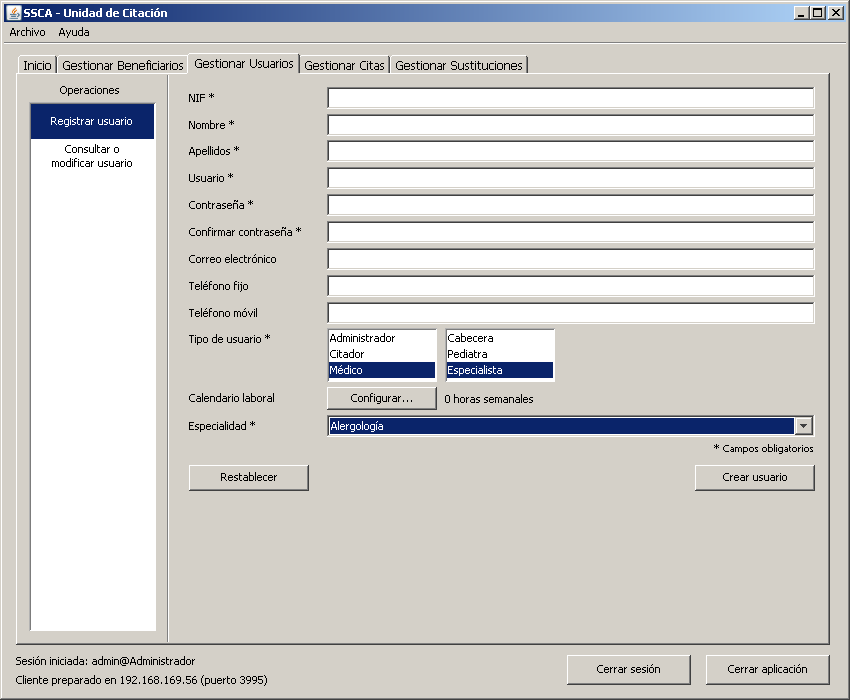 SSCA - Unidad de Citación
Archivo Ayuda
Inicio Gestionar Beneficiarios Gestionar Usuarios Gestionar Citas Gestionar Sustituciones
Operaciones
Registrar usuario
Consultar o
modificar usuario
NIF *
Nombre *
Apellidos *
Usuario *
Contraseña *
Confirmar contraseña *
Correo electrónico
Teléfono fijo
Teléfono móvil
Tipo de usuario *
Administrador Cabecera
Citador Pediatra
Médico Especialista
Calendario laboral Configurar... 0 horas semanales
Especialidad * Alergología
* Campos obligatorios
Restablecer Crear usuario
Sesión iniciada: admin@Administrador
Cliente preparado en 192.168.169.56 (puerto 3995)
Cerrar sesión Cerrar aplicación